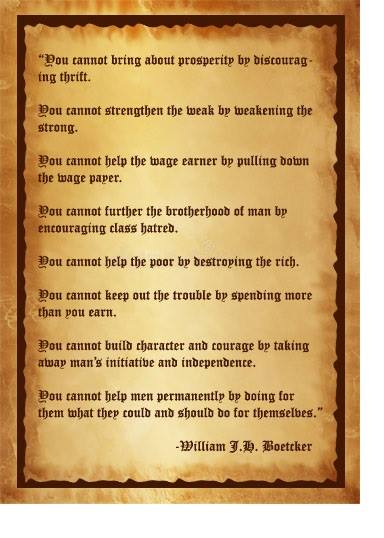 “You cannot bring about prosperity by discourag-
ing thrift.
You cannot strengthen the weak by weakening the
strong.
You cannot help the wage earner by pulling down
the wage payer.
You cannot further the brotherhood of man by
encouraging class hatred.
You cannot help the poor by destroying the rich.
You cannot keep out the trouble by spending more
than you earn.
You cannot build character and courage by taking
away man’s initiative and independence.
You cannot help men permanently by doing for
them what they could and should do for themselves.”
-William J.H. Boetcker